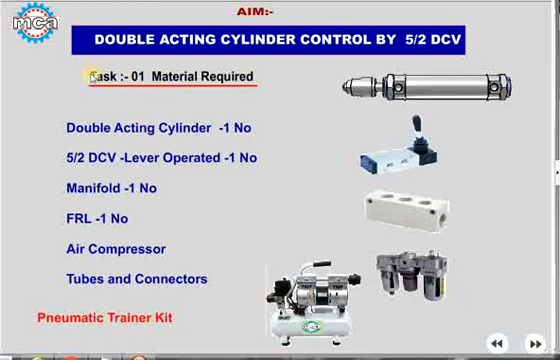 mca
AIM:-
DOUBLE ACTING CYLINDER CONTROL BY 5/2 DCV
Task :- 01 Material Required
Double Acting Cylinder -1 No
5/2 DCV -Lever Operated -1 No
Manifold -1 No
FRL -1 No
Air Compressor
Tubes and Connectors
Pneumatic Trainer Kit